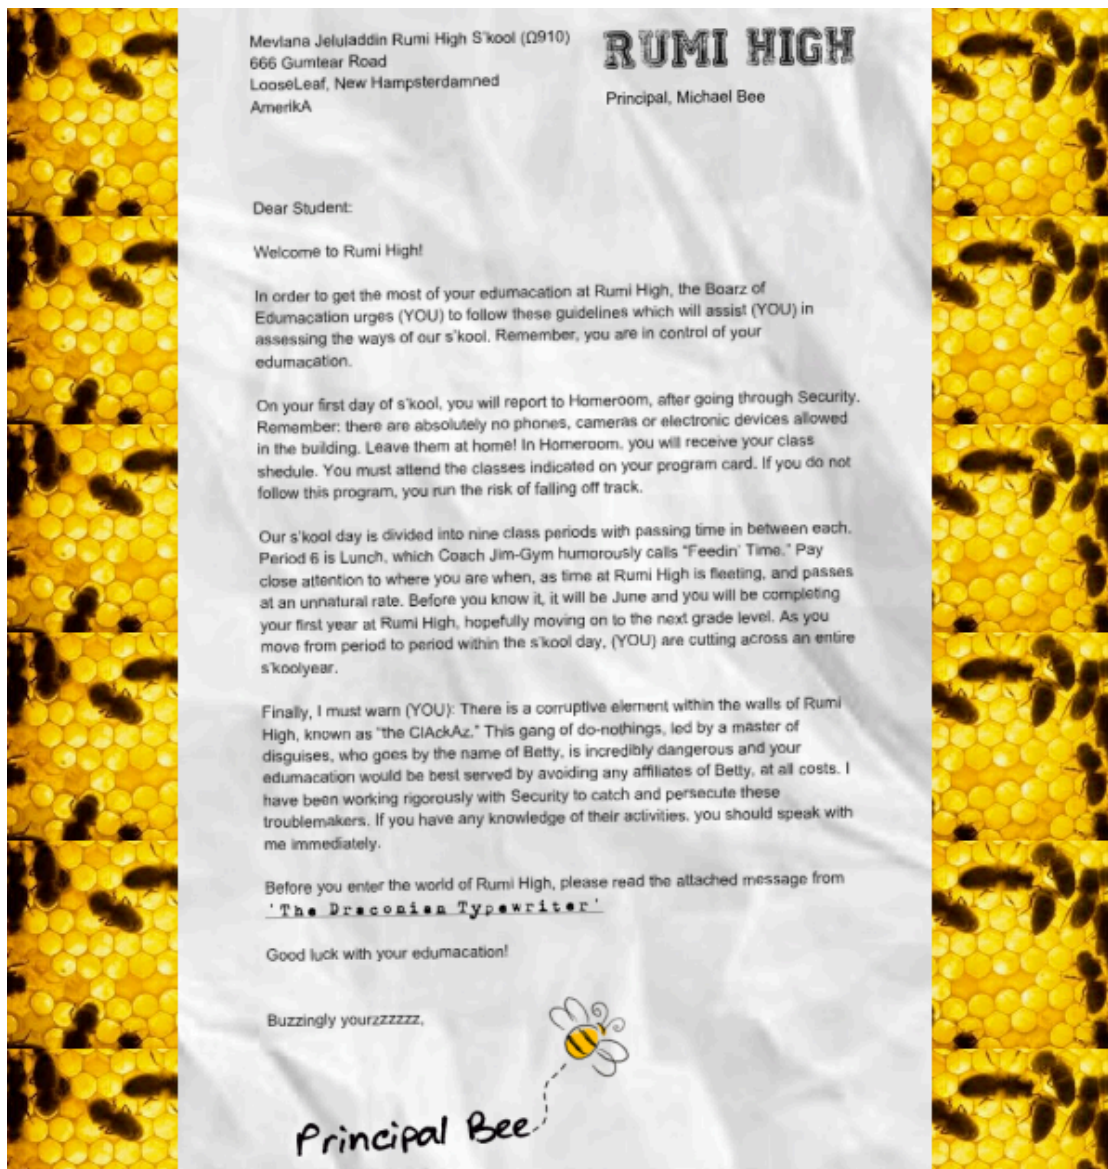 Mevlana Jeluladdin Rumi High S'kool (Ω910)
666 Gumtear Road
LooseLeaf, New Hampsterdamned
AmerikA
RUMI HIGH
Principal, Michael Bee
Dear Student:
Welcome to Rumi High!
In order to get the most of your edumacation at Rumi High, the Boarz of
Edumacation urges (YOU) to follow these guidelines which will assist (YOU) in
assessing the ways of our s'kool. Remember, you are in control of your
edumacation.
On your first day of s'kool, you will report to Homeroom, after going through Security.
Remember: there are absolutely no phones, cameras or electronic devices allowed
in the building. Leave them at home! In Homeroom, you will receive your class
shedule. You must attend the classes indicated on your program card. If you do not
follow this program, you run the risk of falling off track.
Our s'kool day is divided into nine class periods with passing time in between each.
Period 6 is Lunch, which Coach Jim-Gym humorously calls "Feedin' Time." Pay
close attention to where you are when, as time at Rumi High is fleeting, and passes
at an unnatural rate. Before you know it, it will be June and you will be completing
your first year at Rumi High, hopefully moving on to the next grade level. As you
move from period to period within the s'kool day, (YOU) are cutting across an entire
s'koolyear.
Finally, I must warn (YOU): There is a corruptive element within the walls of Rumi
High, known as "the ClAckAz." This gang of do-nothings, led by a master of
disguises, who goes by the name of Betty, is incredibly dangerous and your
edumacation would be best served by avoiding any affiliates of Betty, at all costs. I
have been working rigorously with Security to catch and persecute these
troublemakers. If you have any knowledge of their activities, you should speak with
me immediately.
Before you enter the world of Rumi High, please read the attached message from
'The Draconian Typewriter'
Good luck with your edumacation!
Buzzingly yourzzzzzz,
Principal Bee